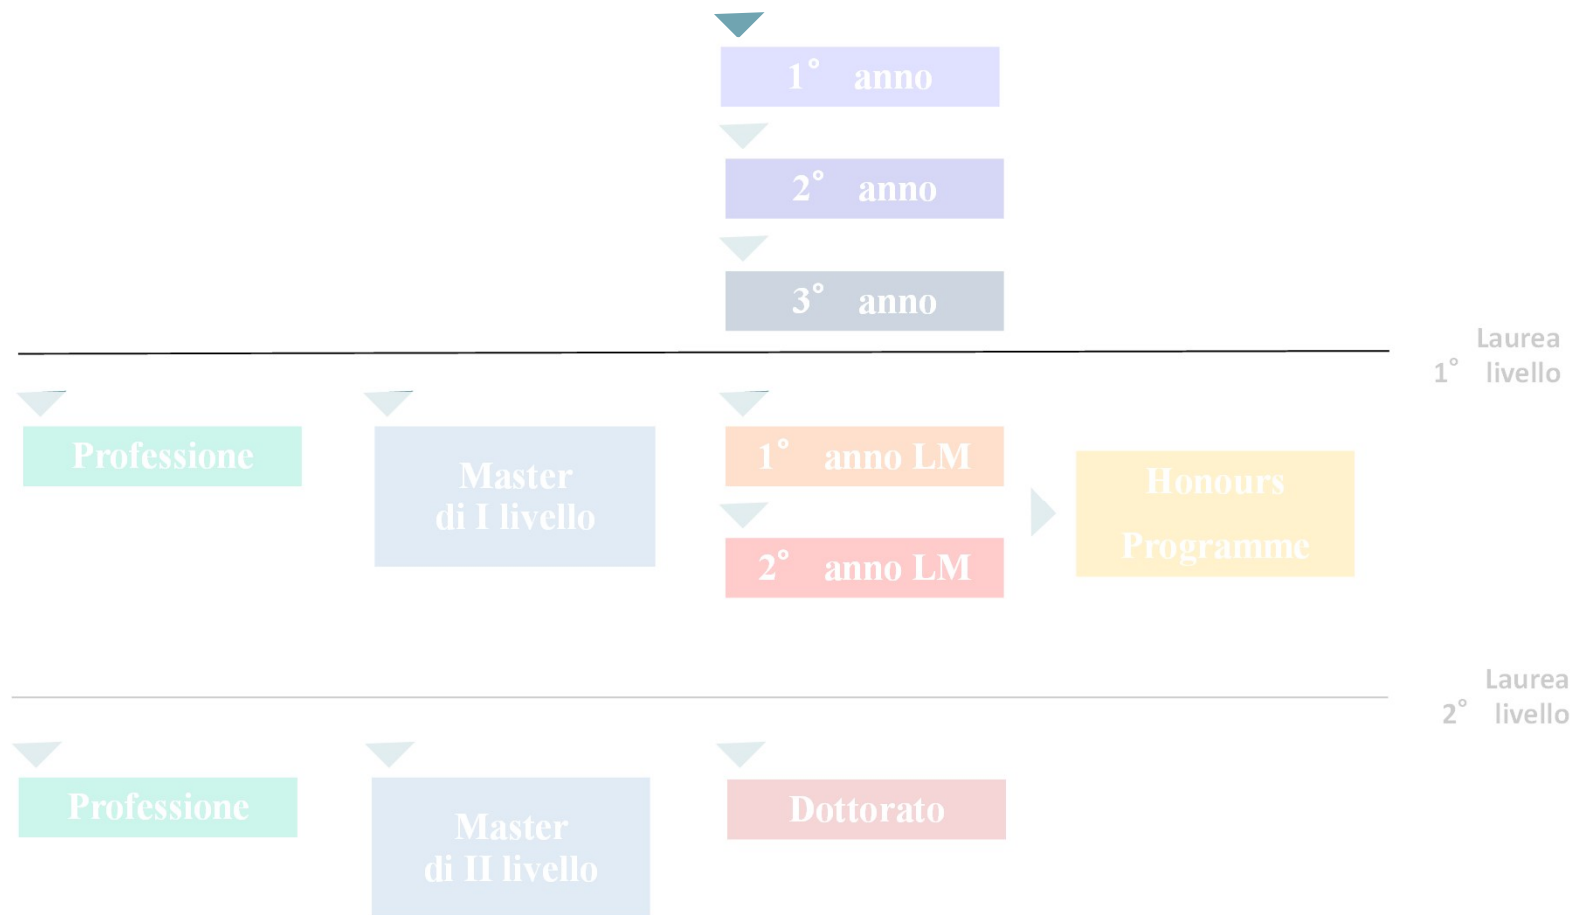 1° anno
2° anno
3° anno
Laurea
1° livello
Professione
Master
di I livello
1° anno LM
2° anno LM
Honours
Programme
Laurea
2° livello
Professione
Master
di II livello
Dottorato